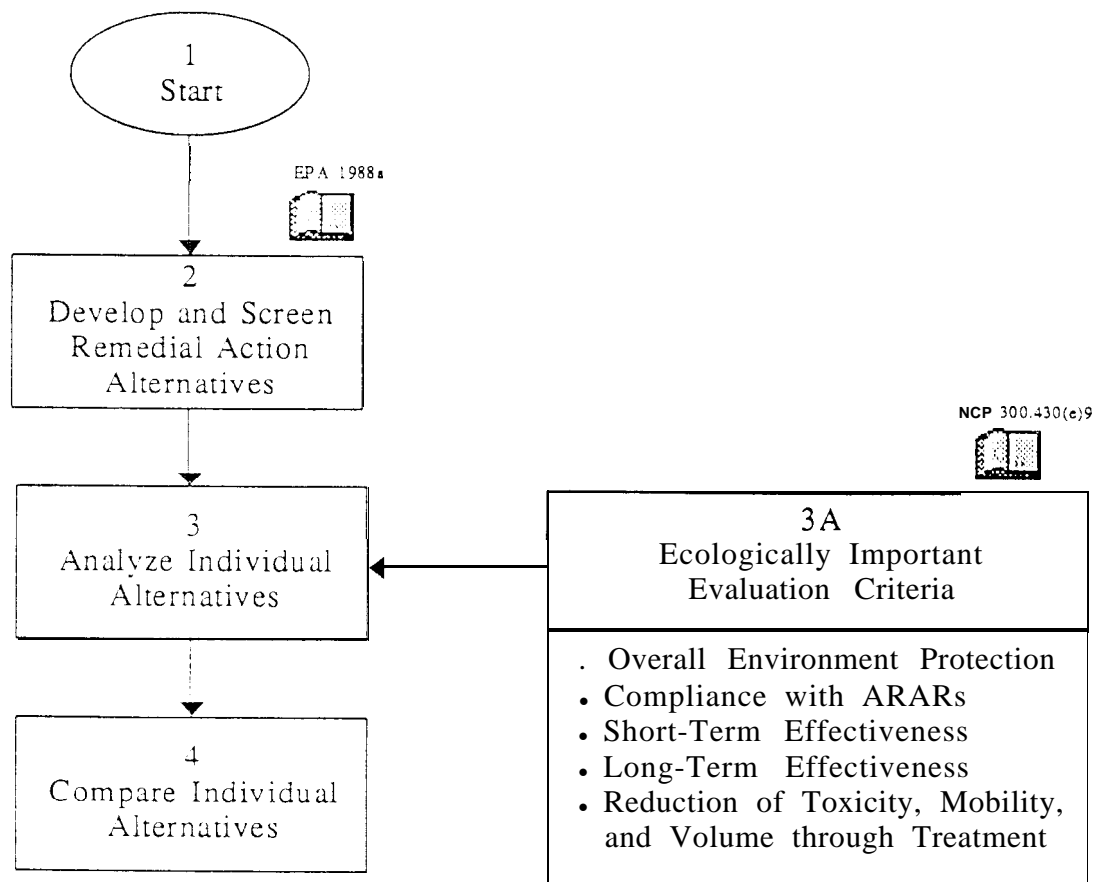 1
Start
EPA 1988a
2
Develop and Screen
Remedial Action
Alternatives
NCP 300.430(e)9
3
Analyze Individual
Alternatives
3A
Ecologically Important
Evaluation Criteria
. Overall Environment Protection
• Compliance with ARARs
• Short-Term Effectiveness
• Long-Term Effectiveness
• Reduction of Toxicity, Mobility,
and Volume through Treatment
4
Compare Individual
Alternatives